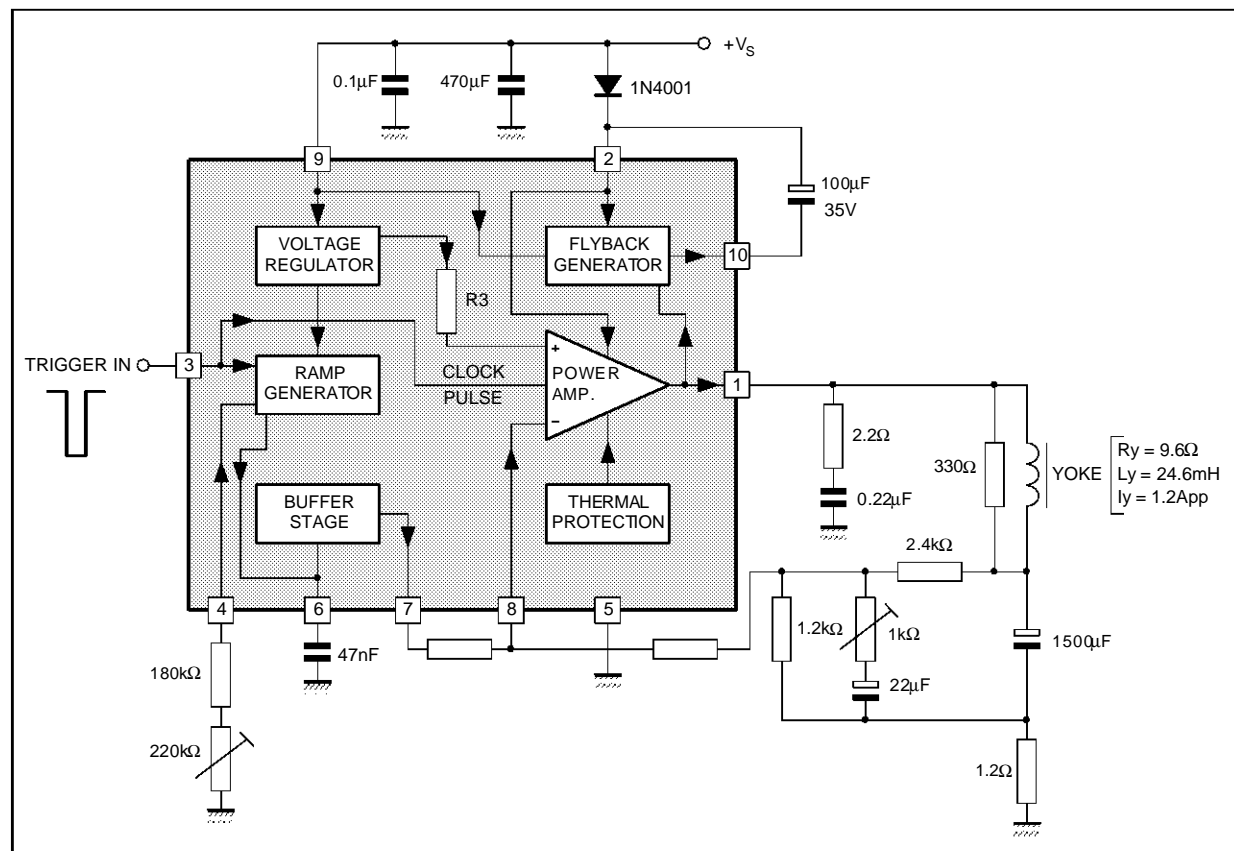 +VS
0.1µF
470µF
1N4001
9
2
100µF
35V
VOLTAGE
REGULATOR
FLYBACK
GENERATOR
10
R3
TRIGGER IN
3
RAMP
GENERATOR
CLOCK
PULSE
+
POWER
AMP.
−
1
2.2Ω
0.22µF
330Ω
YOKE
Ry = 9.6Ω
Ly = 24.6mH
Iy = 1.2App
BUFFER
STAGE
THERMAL
PROTECTION
2.4kΩ
4
6
7
8
5
47nF
1.2kΩ
1kΩ
22µF
1500µF
180kΩ
220kΩ
1.2Ω